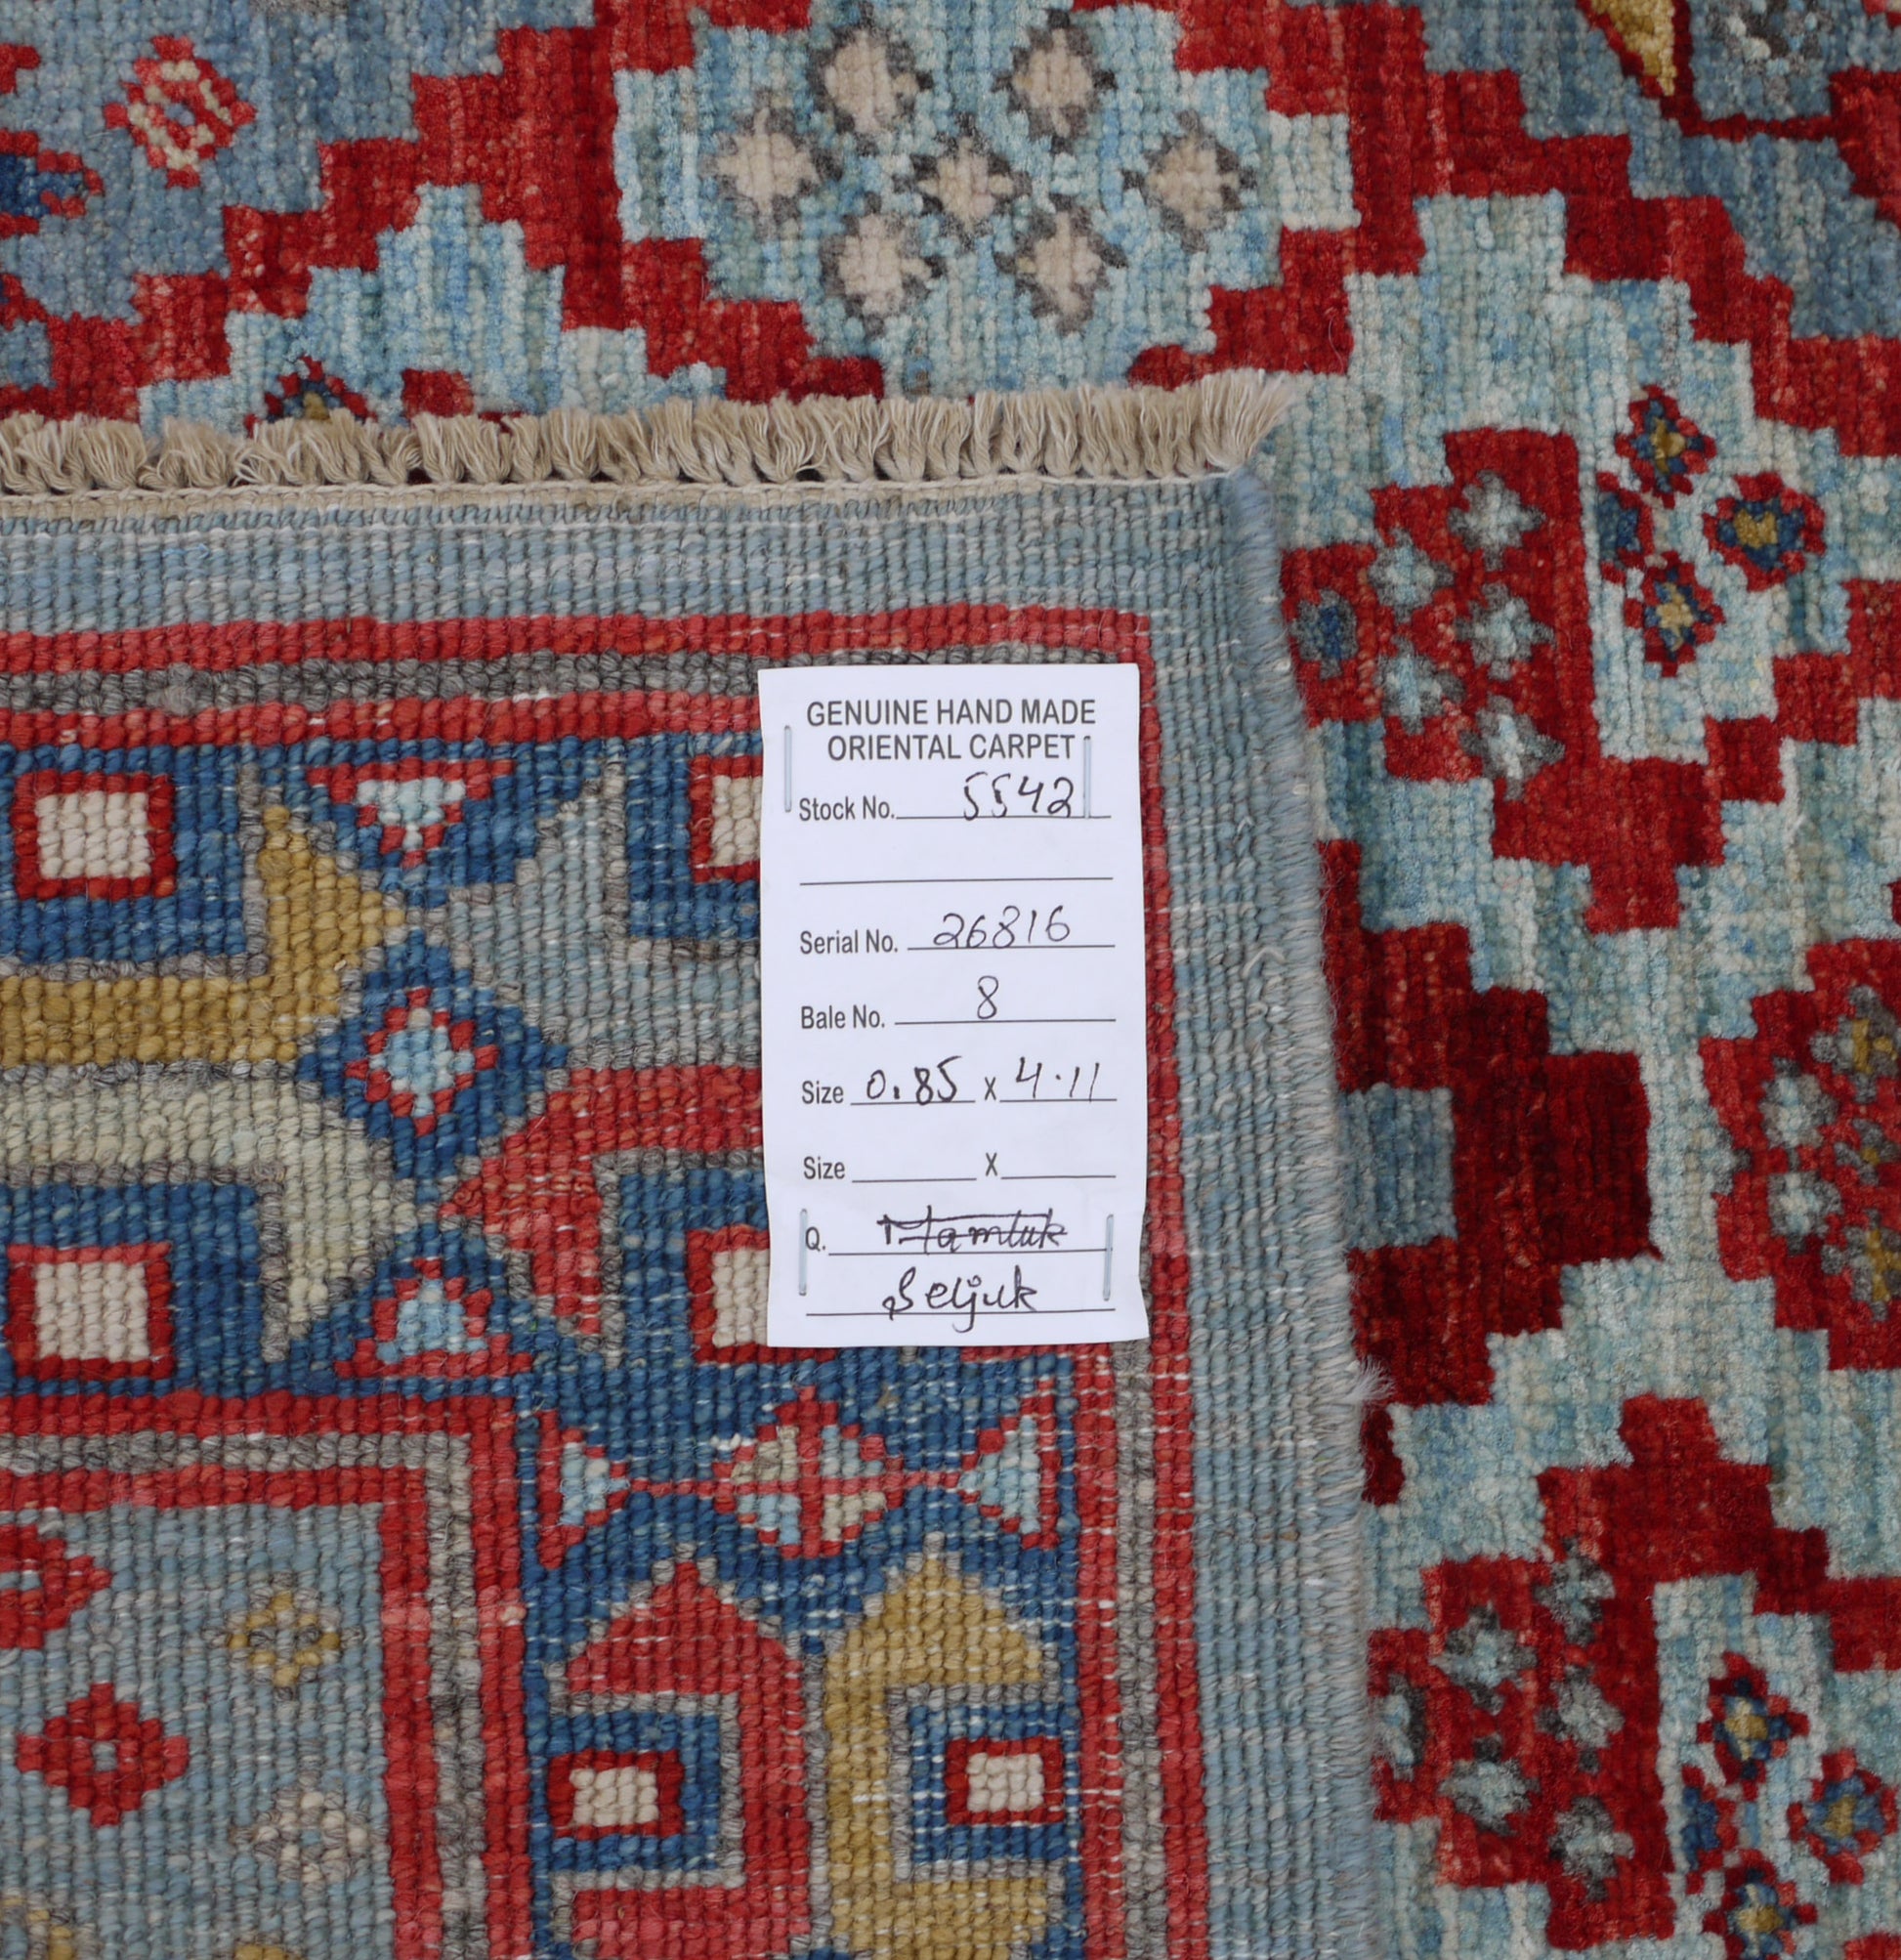 GENUINE HAND MADE
ORIENTAL CARPET
Stock No. 5542
Serial No. 26816
Bale No. 8
Size 0.85 X 4.11
Size X
Q. Mamluk
Seljuk